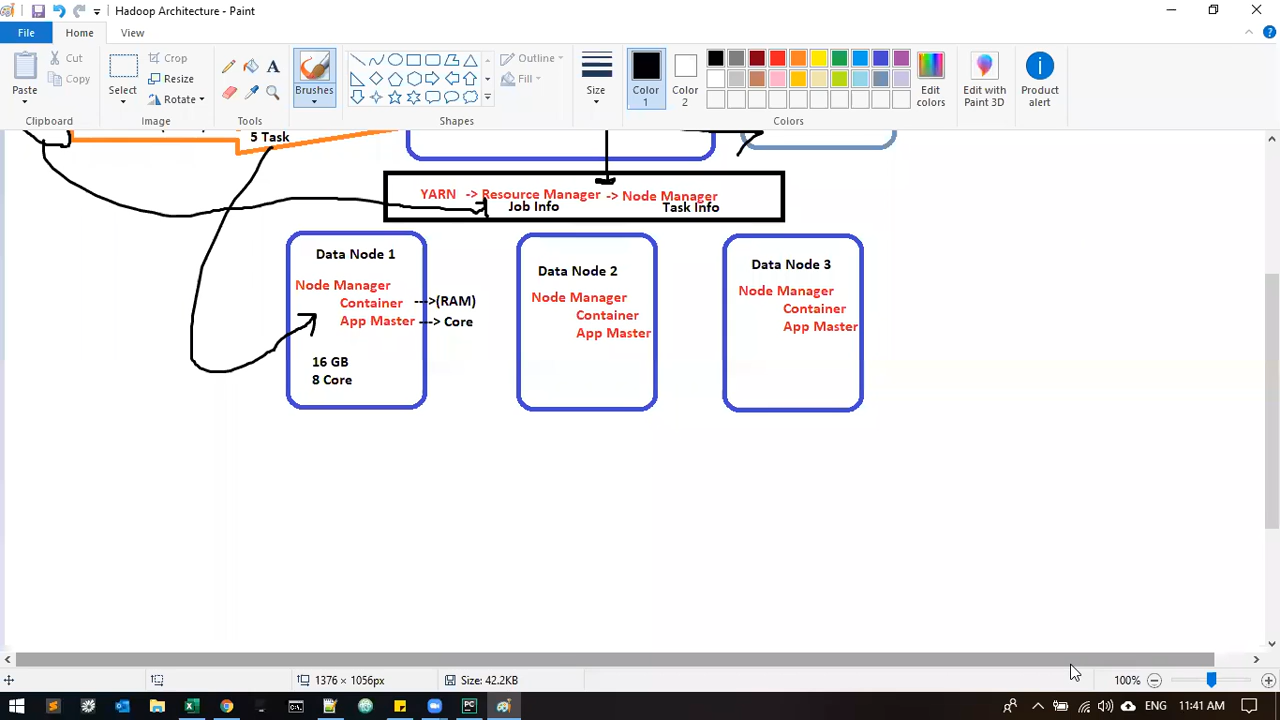 Hadoop Architecture - Paint
File
Home
View
Paste
Cut
Copy
Clipboard
Select
Crop
Resize
Rotate
Image
A
Tools
Brushes
Outline
Fill
Shapes
Size
Color 1
Color 2
Edit colors
Edit with Paint 3D
Product alert
Colors
5 Task
YARN -> Resource Manager -> Node Manager
Job Info
Task Info
Data Node 1
Node Manager
Container --->(RAM)
App Master ---> Core
16 GB
8 Core
Data Node 2
Node Manager
Container
App Master
Data Node 3
Node Manager
Container
App Master
1376 × 1056px
Size: 42.2KB
100%
ENG
11:41 AM